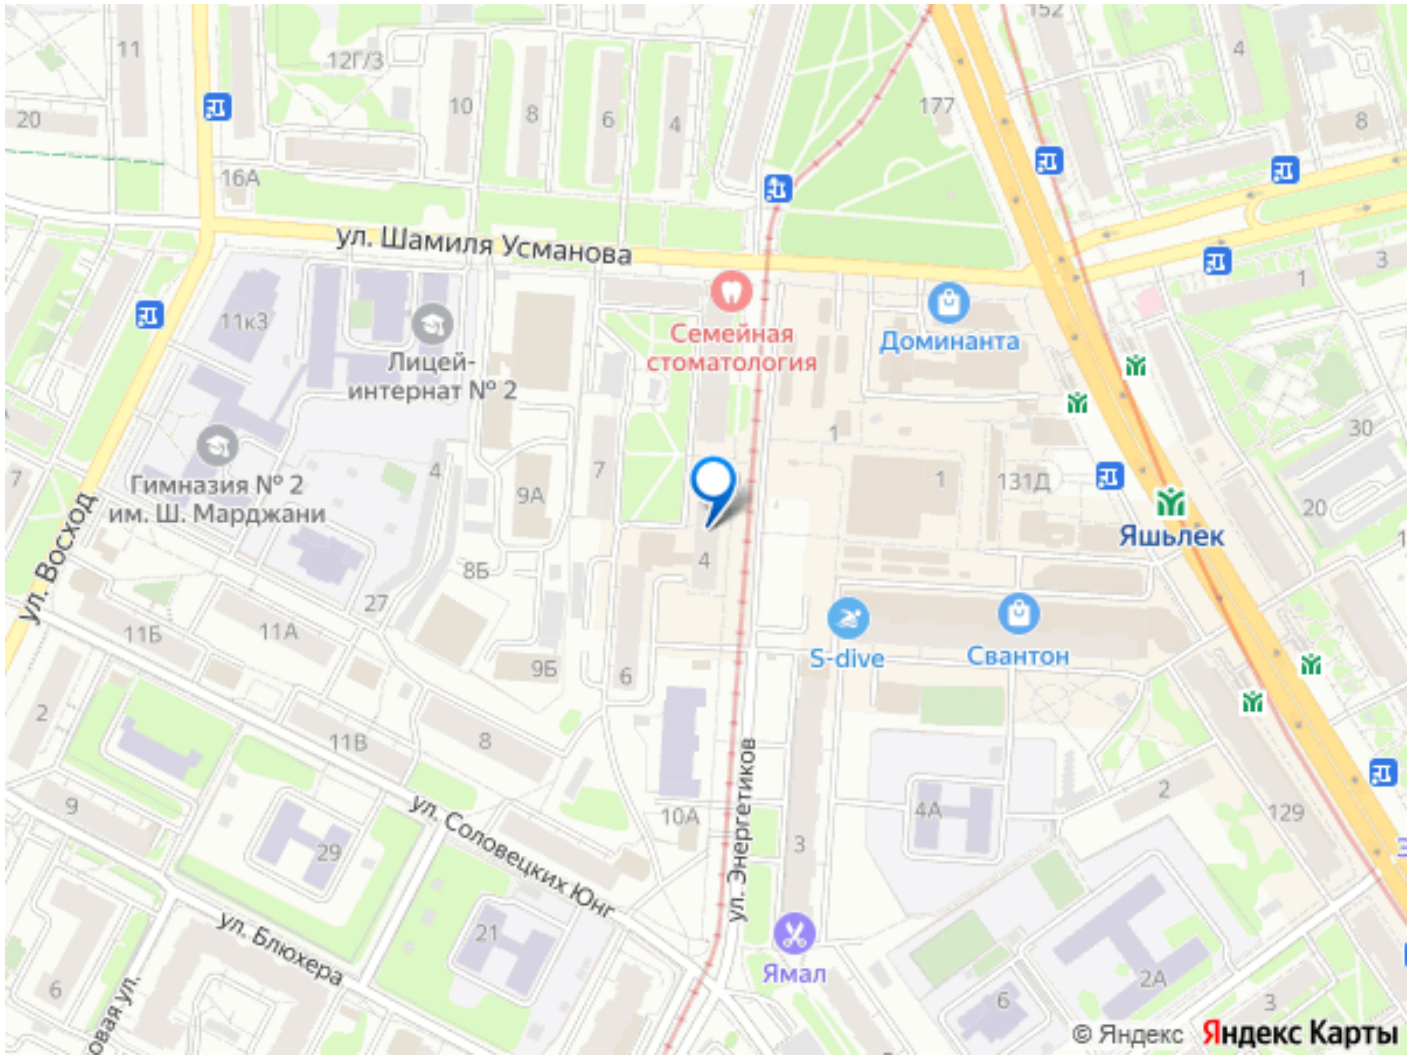 152
11
12Г/3
4
10
8
6
4
177
20
8
16А
ул. Шамиля Усманова
3
1
11к3
Семейная
стоматология
Доминанта
Лицей-
интернат № 2
1
30
7
4
7
1
131Д
Гимназия № 2
им. Ш. Марджани
9А
20
Яшьлек
ул. Восход
4
8Б
27
11Б
11А
S-dive
Свантон
9Б
6
2
11В
8
ул. Энергетиков
2
9
10А
4А
129
ул. Соловецких Юнг
29
3
21
ул. Блюхера
Ямал
6
2А
6
3
овая ул.
© Яндекс Яндекс Карты